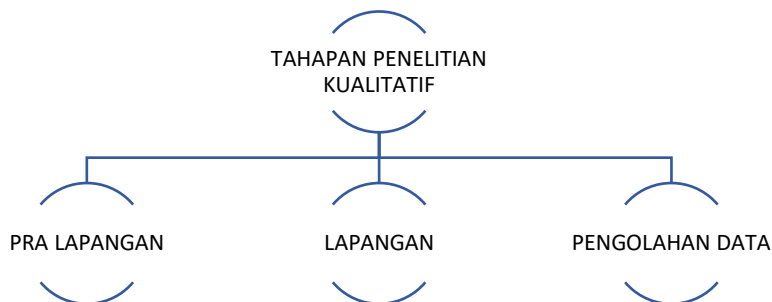 TAHAPAN PENELITIAN
KUALITATIF
PRA LAPANGAN
LAPANGAN
PENGOLAHAN DATA